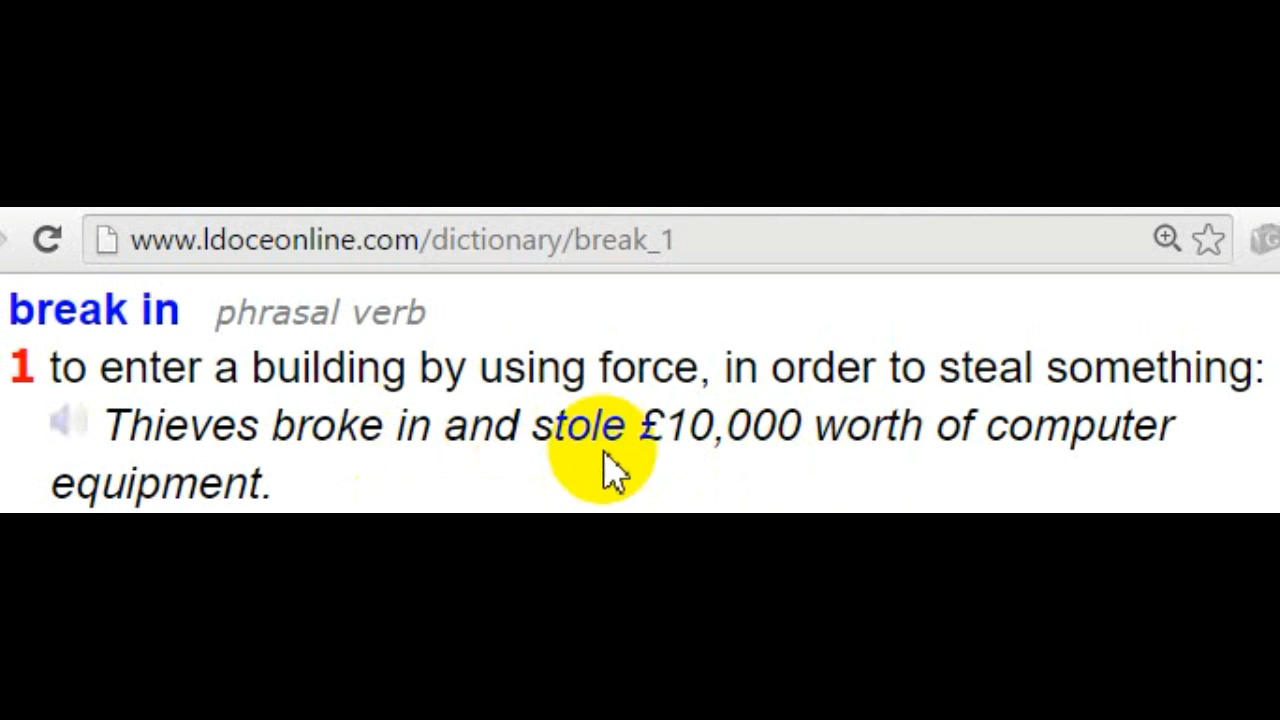 www.ldoceonline.com/dictionary/break_1
break in phrasal verb
1 to enter a building by using force, in order to steal something:
Thieves broke in and stole £10,000 worth of computer
equipment.